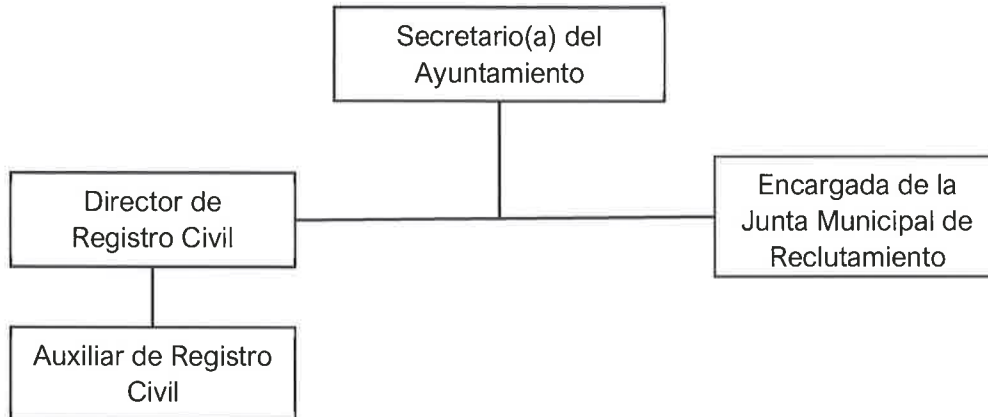 Secretario(a) del
Ayuntamiento
Director de
Registro Civil
Encargada de la
Junta Municipal de
Reclutamiento
Auxiliar de Registro
Civil